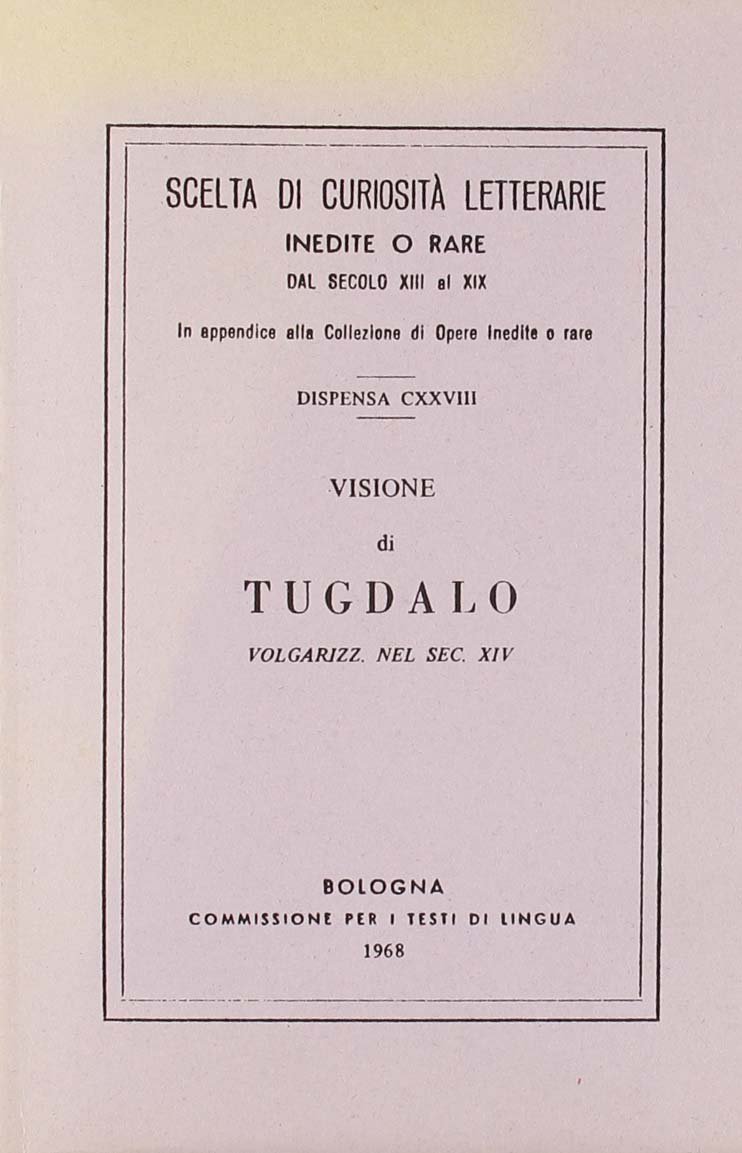 SCELTA DI CURIOSITÀ LETTERARIE
INEDITE O RARE
DAL SECOLO XIII al XIX
In appendice alla Collezione di Opere Inedite o rare
DISPENSA CXXVIII
VISIONE
di
TUGDALO
VOLGARIZZ. NEL SEC. XIV
BOLOGNA
COMMISSIONE PER I TESTI DI LINGUA
1968